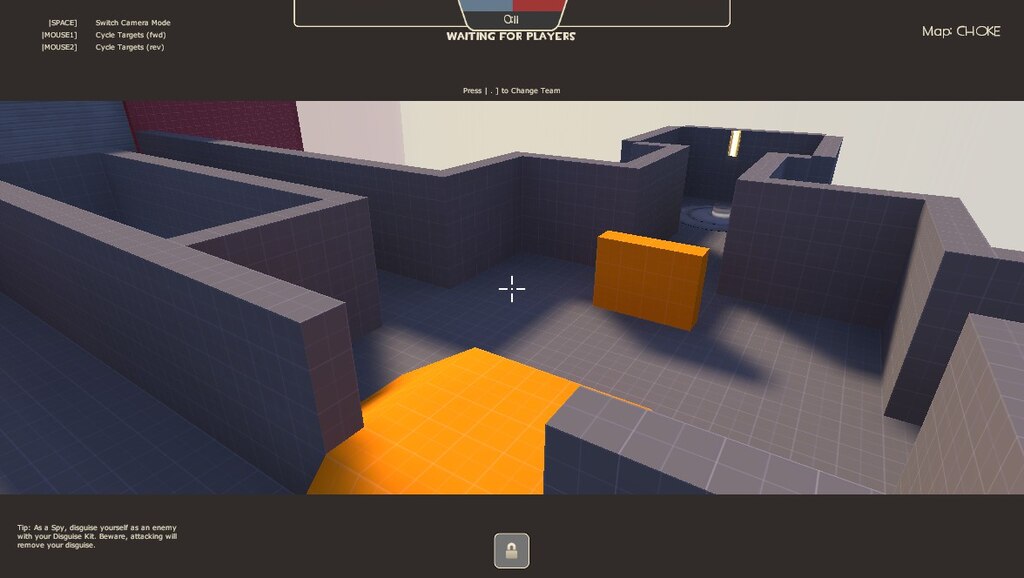 [SPACE] Switch Camera Mode
[MOUSE1] Cycle Targets (fwd)
[MOUSE2] Cycle Targets (rev)
0:11
WAITING FOR PLAYERS
Map: CHOKE
Press [ . ] to Change Team
Tip: As a Spy, disguise yourself as an enemy
with your Disguise Kit. Beware, attacking will
remove your disguise.